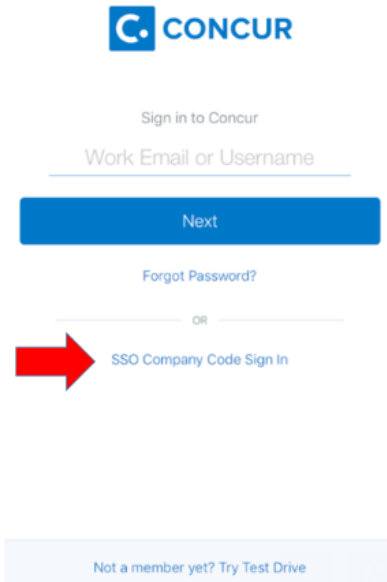 C. CONCUR
Sign in to Concur
Work Email or Username
Next
Forgot Password?
OR
SSO Company Code Sign In
Not a member yet? Try Test Drive